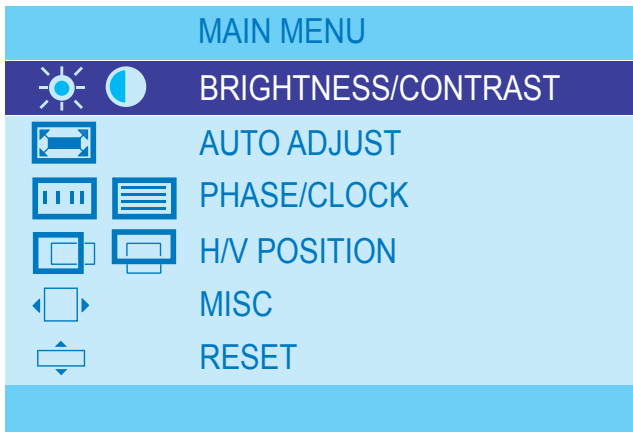 MAIN MENU
BRIGHTNESS/CONTRAST
AUTO ADJUST
PHASE/CLOCK
H/V POSITION
MISC
RESET